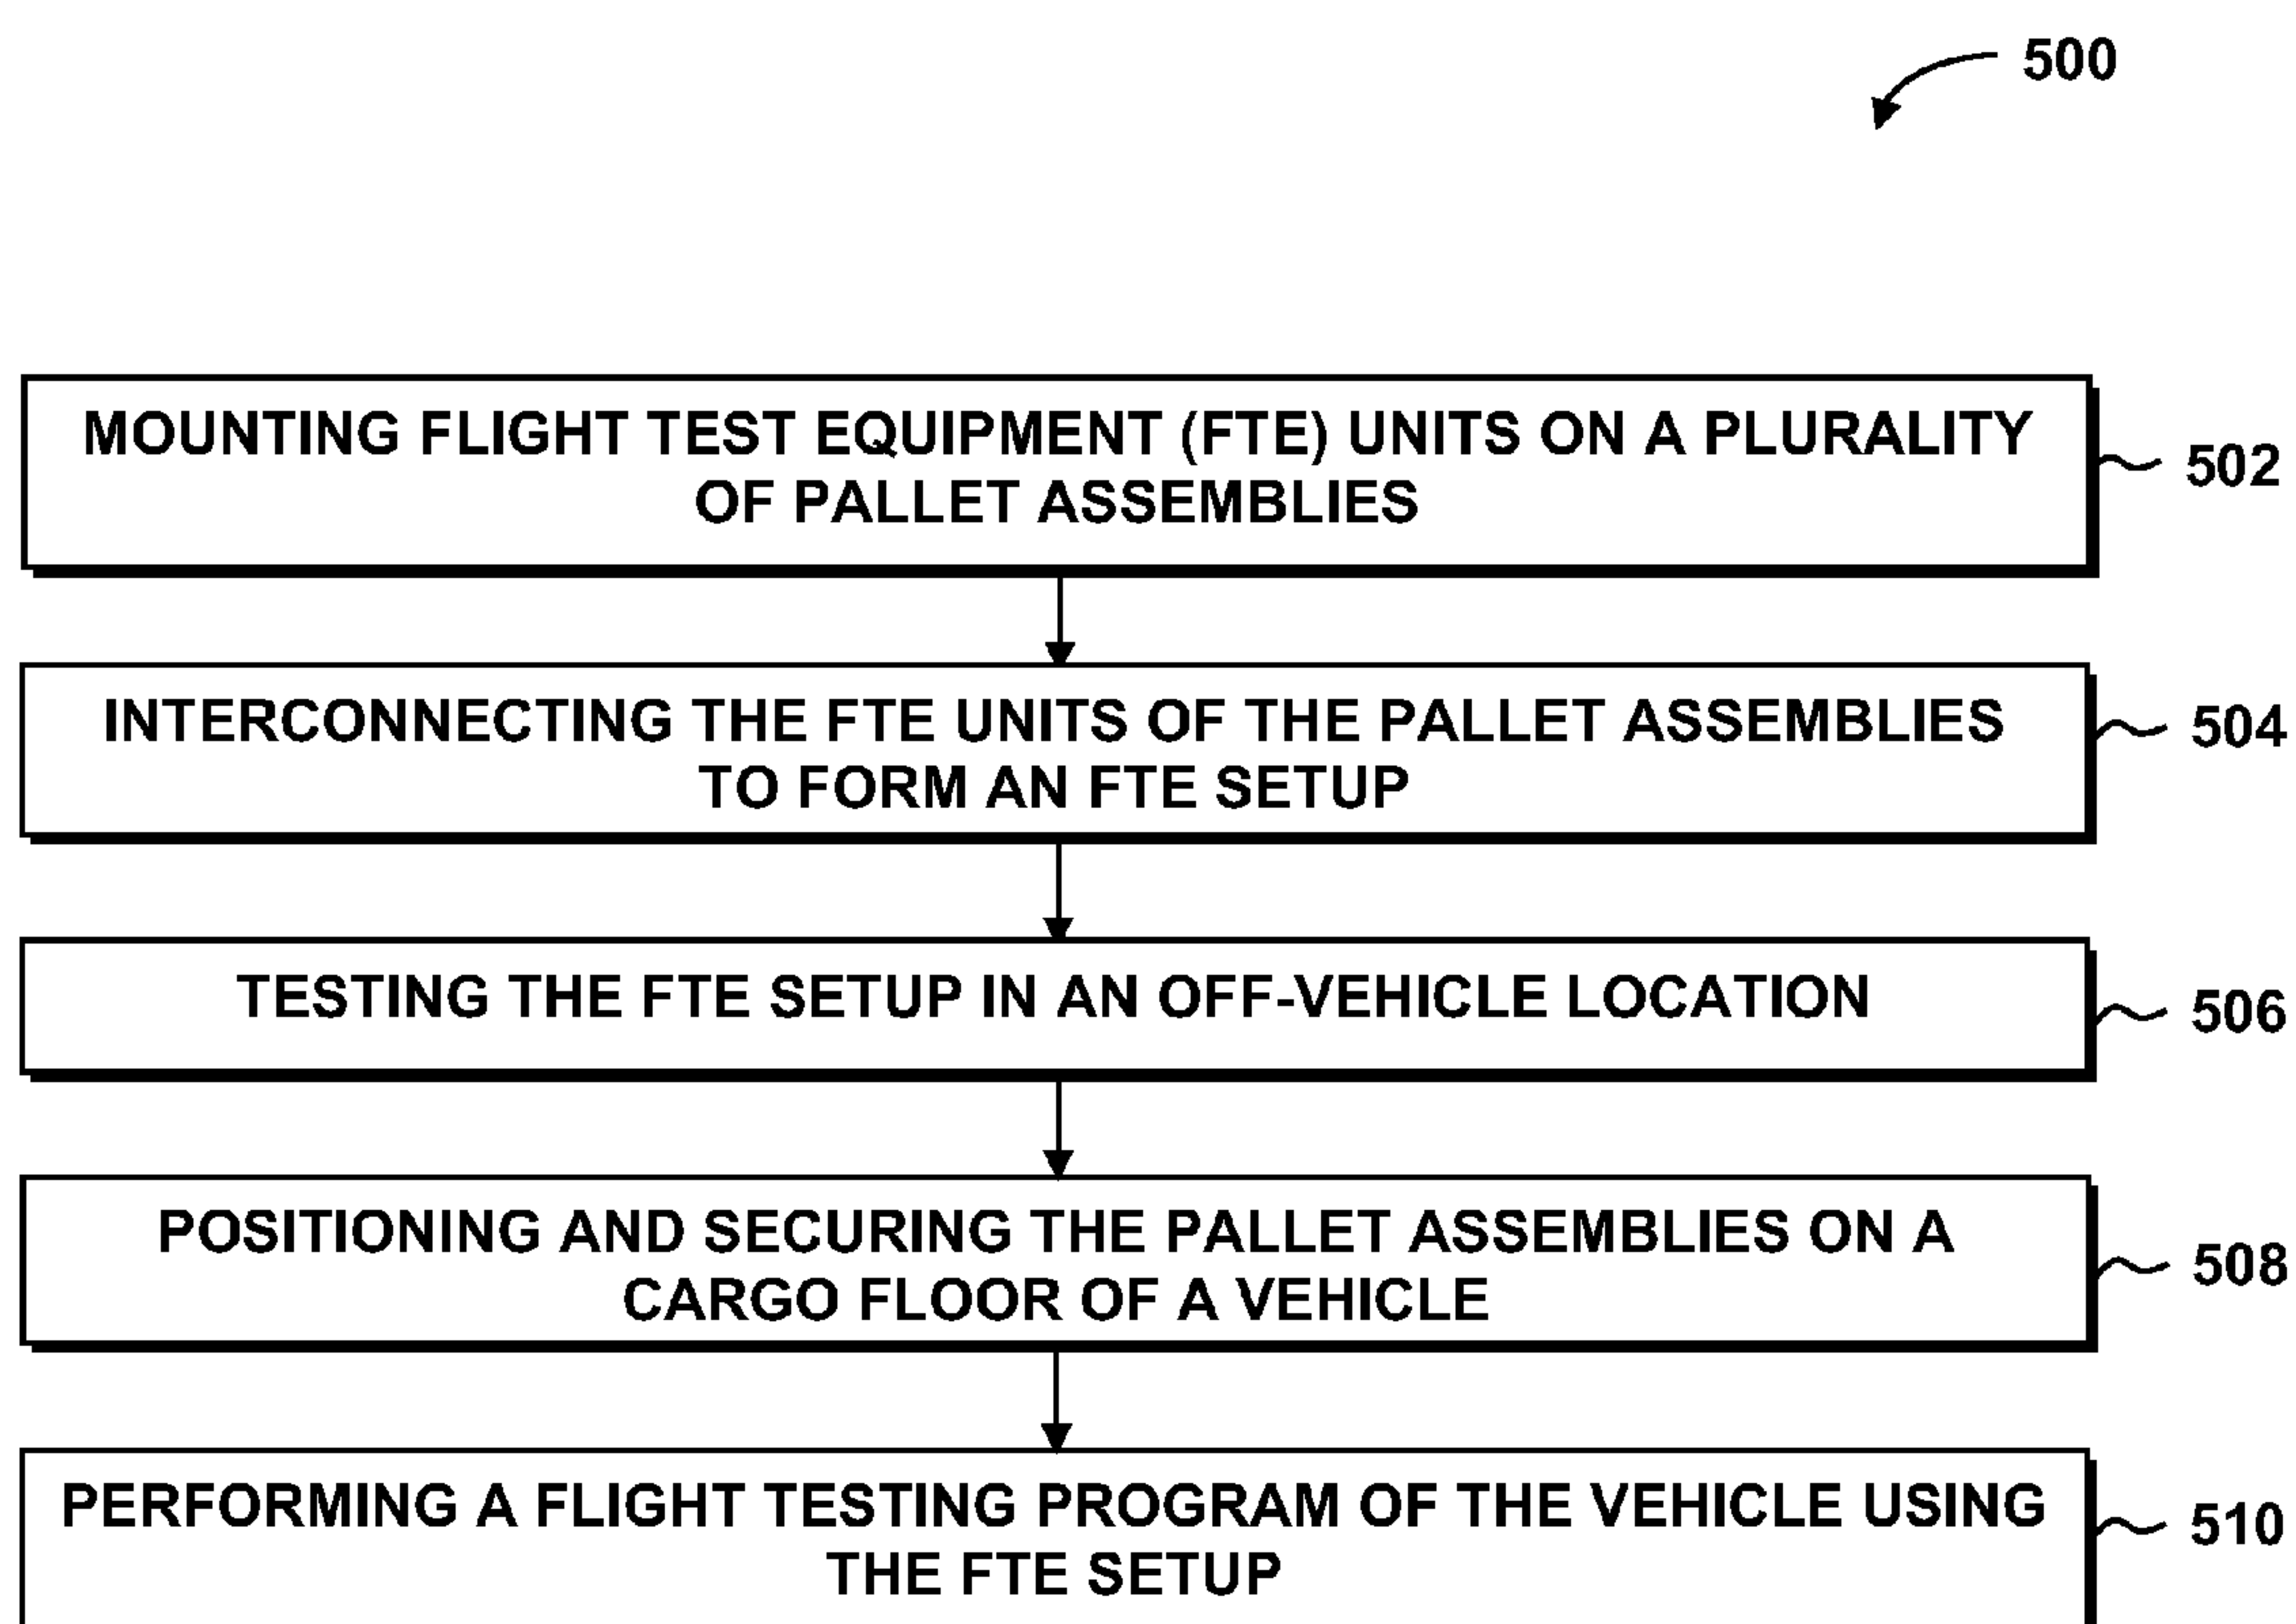 500
MOUNTING FLIGHT TEST EQUIPMENT (FTE) UNITS ON A PLURALITY
OF PALLET ASSEMBLIES
502
INTERCONNECTING THE FTE UNITS OF THE PALLET ASSEMBLIES
TO FORM AN FTE SETUP
504
TESTING THE FTE SETUP IN AN OFF-VEHICLE LOCATION
506
POSITIONING AND SECURING THE PALLET ASSEMBLIES ON A
CARGO FLOOR OF A VEHICLE
508
PERFORMING A FLIGHT TESTING PROGRAM OF THE VEHICLE USING
THE FTE SETUP
510